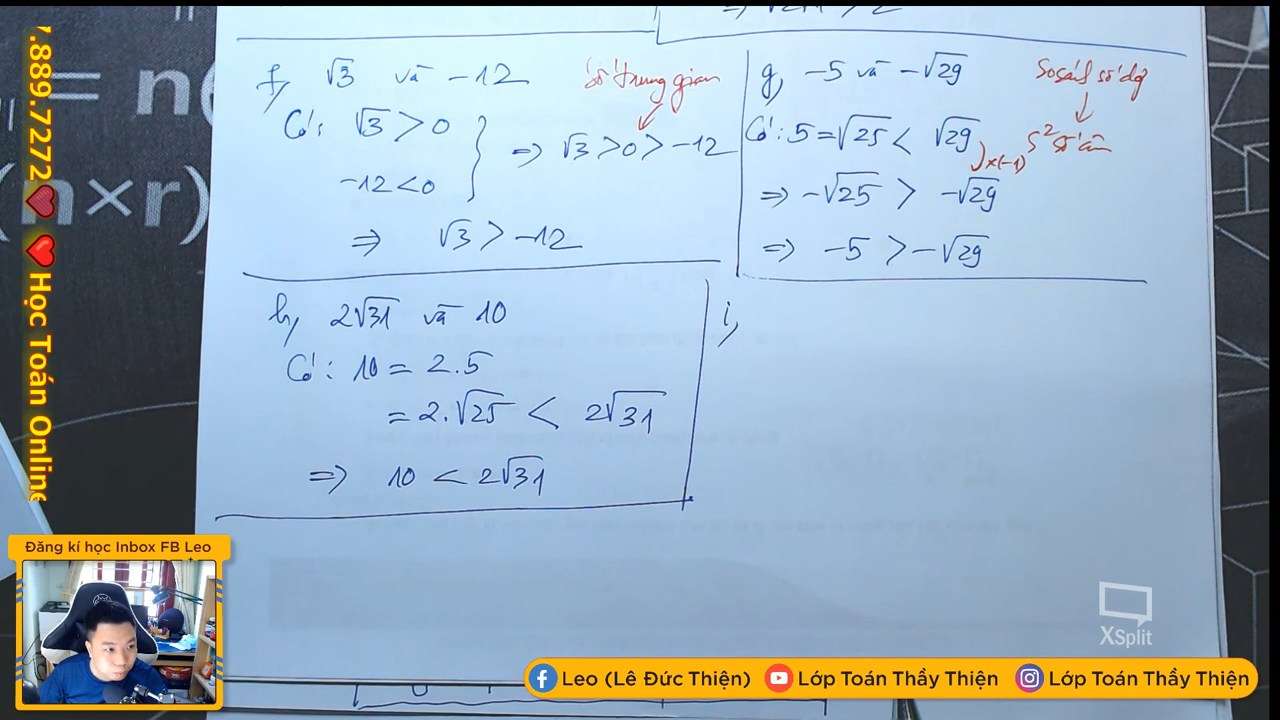 f, √3 và -12
Có: √3 > 0
-12 < 0
=> √3 > 0 > -12
=> √3 > -12
số trung gian
g, -5 và -√29
So sánh số dg
Có: 5 = √25 < √29
x(-1)
s² số âm
=> -√25 > -√29
=> -5 > -√29
h, 2√31 và 10
Có: 10 = 2.5
= 2.√25 < 2√31
=> 10 < 2√31
i,
7.889.7272 ❤️ ❤️ Học Toán Online
= n(
(n×r)
Đăng kí học Inbox FB Leo
XSplit
Leo (Lê Đức Thiện) Lớp Toán Thầy Thiện Lớp Toán Thầy Thiện